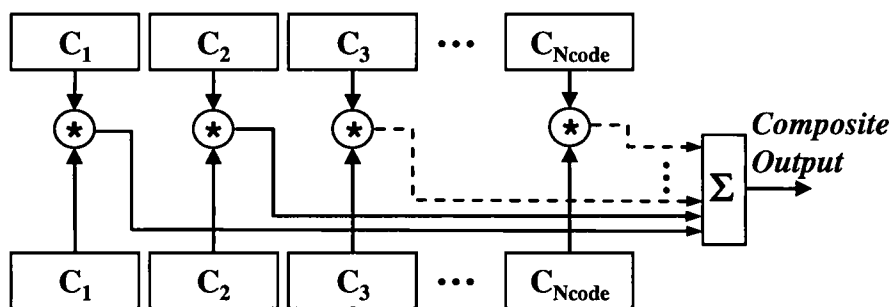 C1 C2 C3 ... CNcode
* * * *
Composite
Output
Σ
C1 C2 C3 ... CNcode